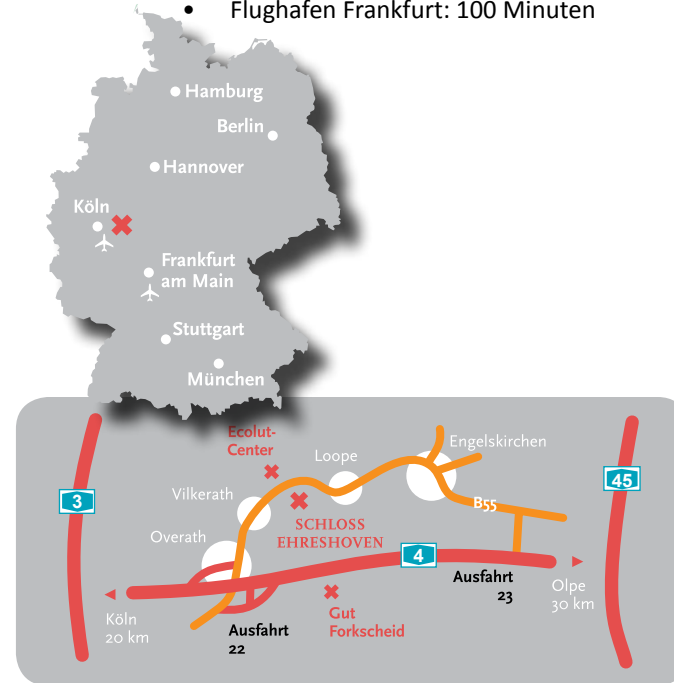 • Flughafen Frankfurt: 100 Minuten
Hamburg
Berlin
Hannover
Köln
Frankfurt
am Main
Stuttgart
München
Ecolut-
Center
Loope
Engelskirchen
3
45
Vilkerath
B55
SCHLOSS
EHRESHOVEN
Overath
4
Ausfahrt
23
Olpe
30 km
Köln
20 km
Ausfahrt
22
Gut
Forkscheid